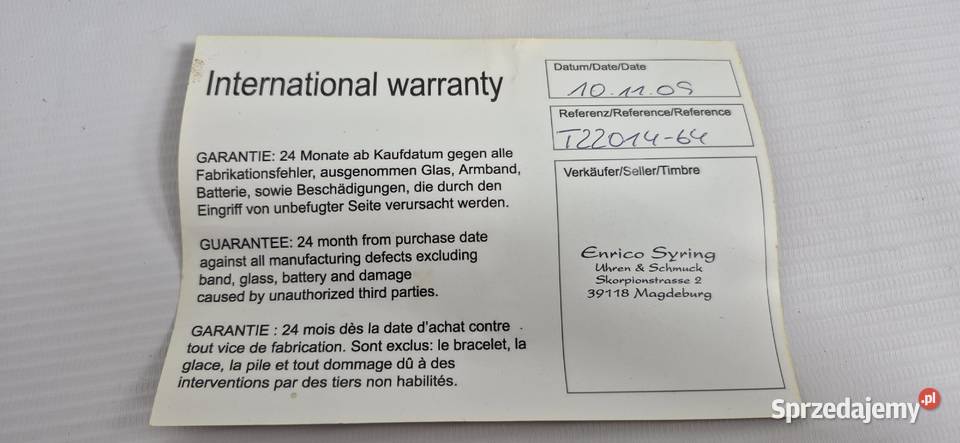 International warranty
GARANTIE: 24 Monate ab Kaufdatum gegen alle
Fabrikationsfehler, ausgenommen Glas, Armband,
Batterie, sowie Beschädigungen, die durch den
Eingriff von unbefugter Seite verursacht werden.
GUARANTEE: 24 month from purchase date
against all manufacturing defects excluding
band, glass, battery and damage
caused by unauthorized third parties.
GARANTIE : 24 mois dès la date d'achat contre
tout vice de fabrication. Sont exclus: le bracelet, la
glace, la pile et tout dommage dû à des
interventions par des tiers non habilités.
Datum/Date/Date
10.11.09
Referenz/Reference/Reference
T22014-64
Verkäufer/Seller/Timbre
Enrico Syring
Uhren & Schmuck
Skorpionstrasse 2
39118 Magdeburg
Sprzedajemy.pl